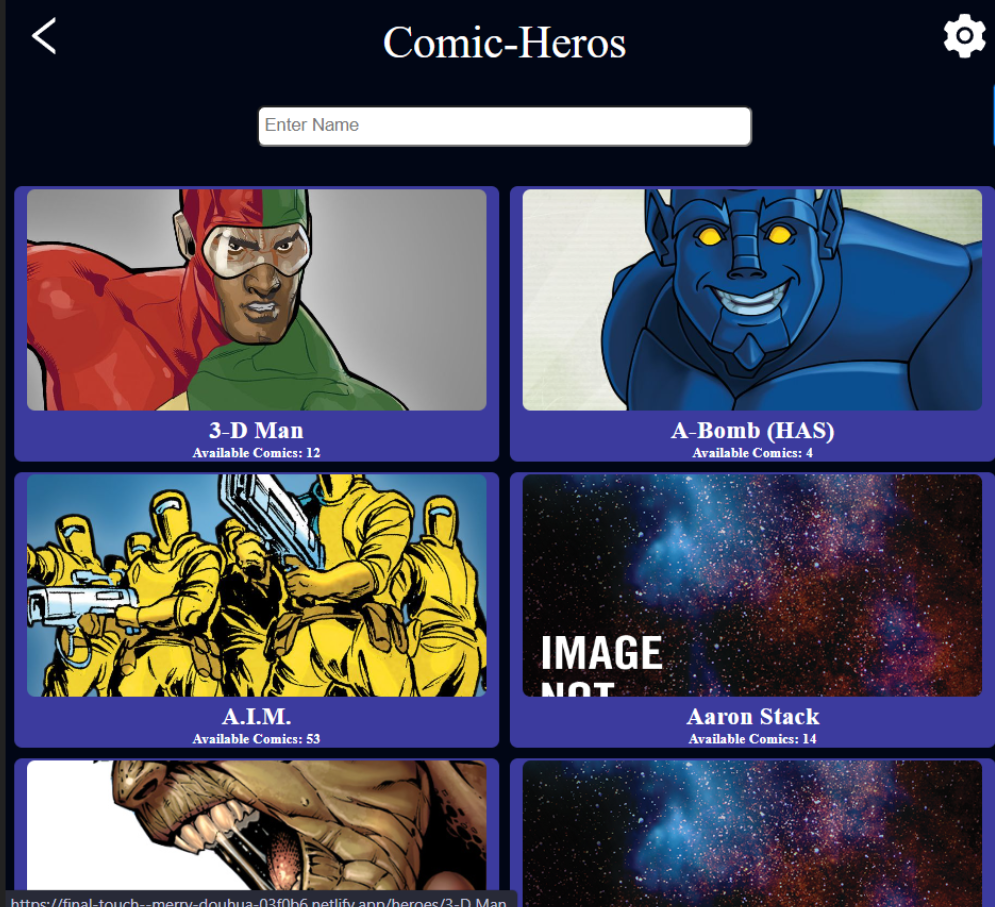 Comic-Heros
Enter Name
3-D Man
Available Comics: 12
A-Bomb (HAS)
Available Comics: 4
A.I.M.
Available Comics: 53
IMAGE
NOT
Aaron Stack
Available Comics: 14
https://final-touch--merry-douhua-03f0b6.netlify.app/heroes/3-D Man